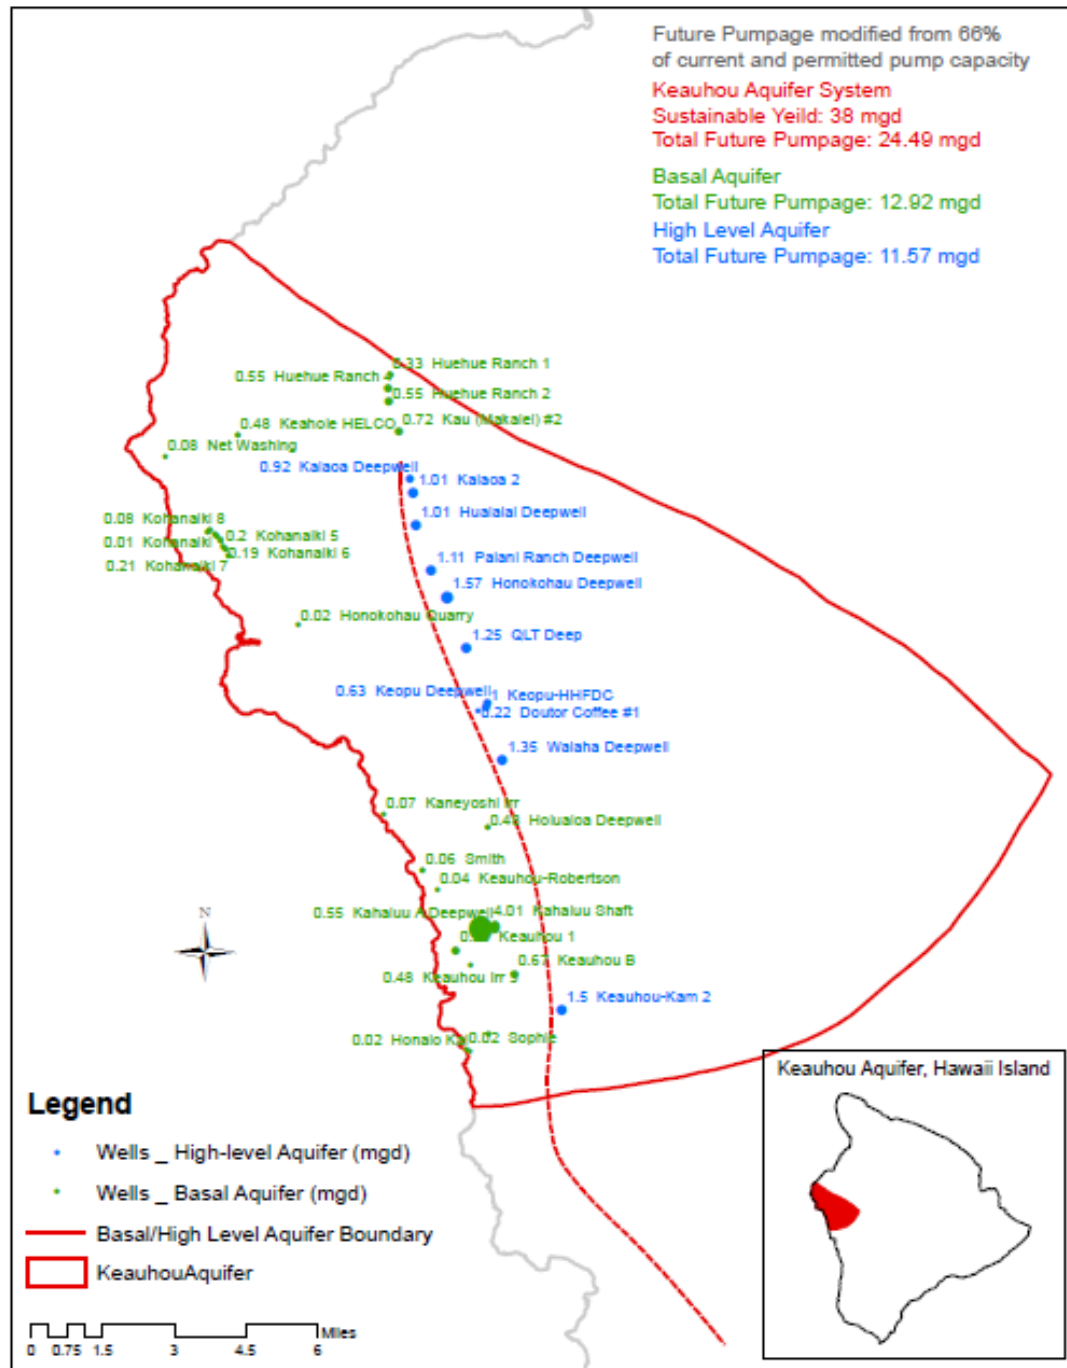 Future Pumpage modified from 66%
of current and permitted pump capacity
Keauhou Aquifer System
Sustainable Yeild: 38 mgd
Total Future Pumpage: 24.49 mgd
Basal Aquifer
Total Future Pumpage: 12.92 mgd
High Level Aquifer
Total Future Pumpage: 11.57 mgd
0.33 Huehue Ranch 1
0.55 Huehue Ranch 4
0.55 Huehue Ranch 2
0.72 Kau (Makalei) #2
0.48 Keahole HELCO
0.08 Net Washing
0.92 Kalaoa Deepwell
1.01 Kalaoa 2
1.01 Hualalai Deepwell
0.08 Kohanaiki 8
0.2 Kohanaiki 5
0.01 Kohanaiki
0.19 Kohanaiki 6
0.21 Kohanaiki 7
1.11 Palani Ranch Deepwell
1.57 Honokohau Deepwell
0.02 Honokohau Quarry
1.25 QLT Deep
0.63 Keopu Deepwell
1 Keopu-HHFDC
0.22 Doutor Coffee #1
1.35 Waiaha Deepwell
0.07 Kaneyoshi Irr
Holualoa Deepwell
0.06 Smith
0.04 Keauhou-Robertson
0.55 Kahaluu A Deepwell
4.01 Kahaluu Shaft
Keauhou 1
0.67 Keauhou B
0.48 Keauhou Irr
1.5 Keauhou-Kam 2
0.02 Honalo
0.02 Sophie
N
Legend
Wells _ High-level Aquifer (mgd)
Wells _ Basal Aquifer (mgd)
Basal/High Level Aquifer Boundary
KeauhouAquifer
Miles
0 0.75 1.5 3 4.5 6
Keauhou Aquifer, Hawaii Island